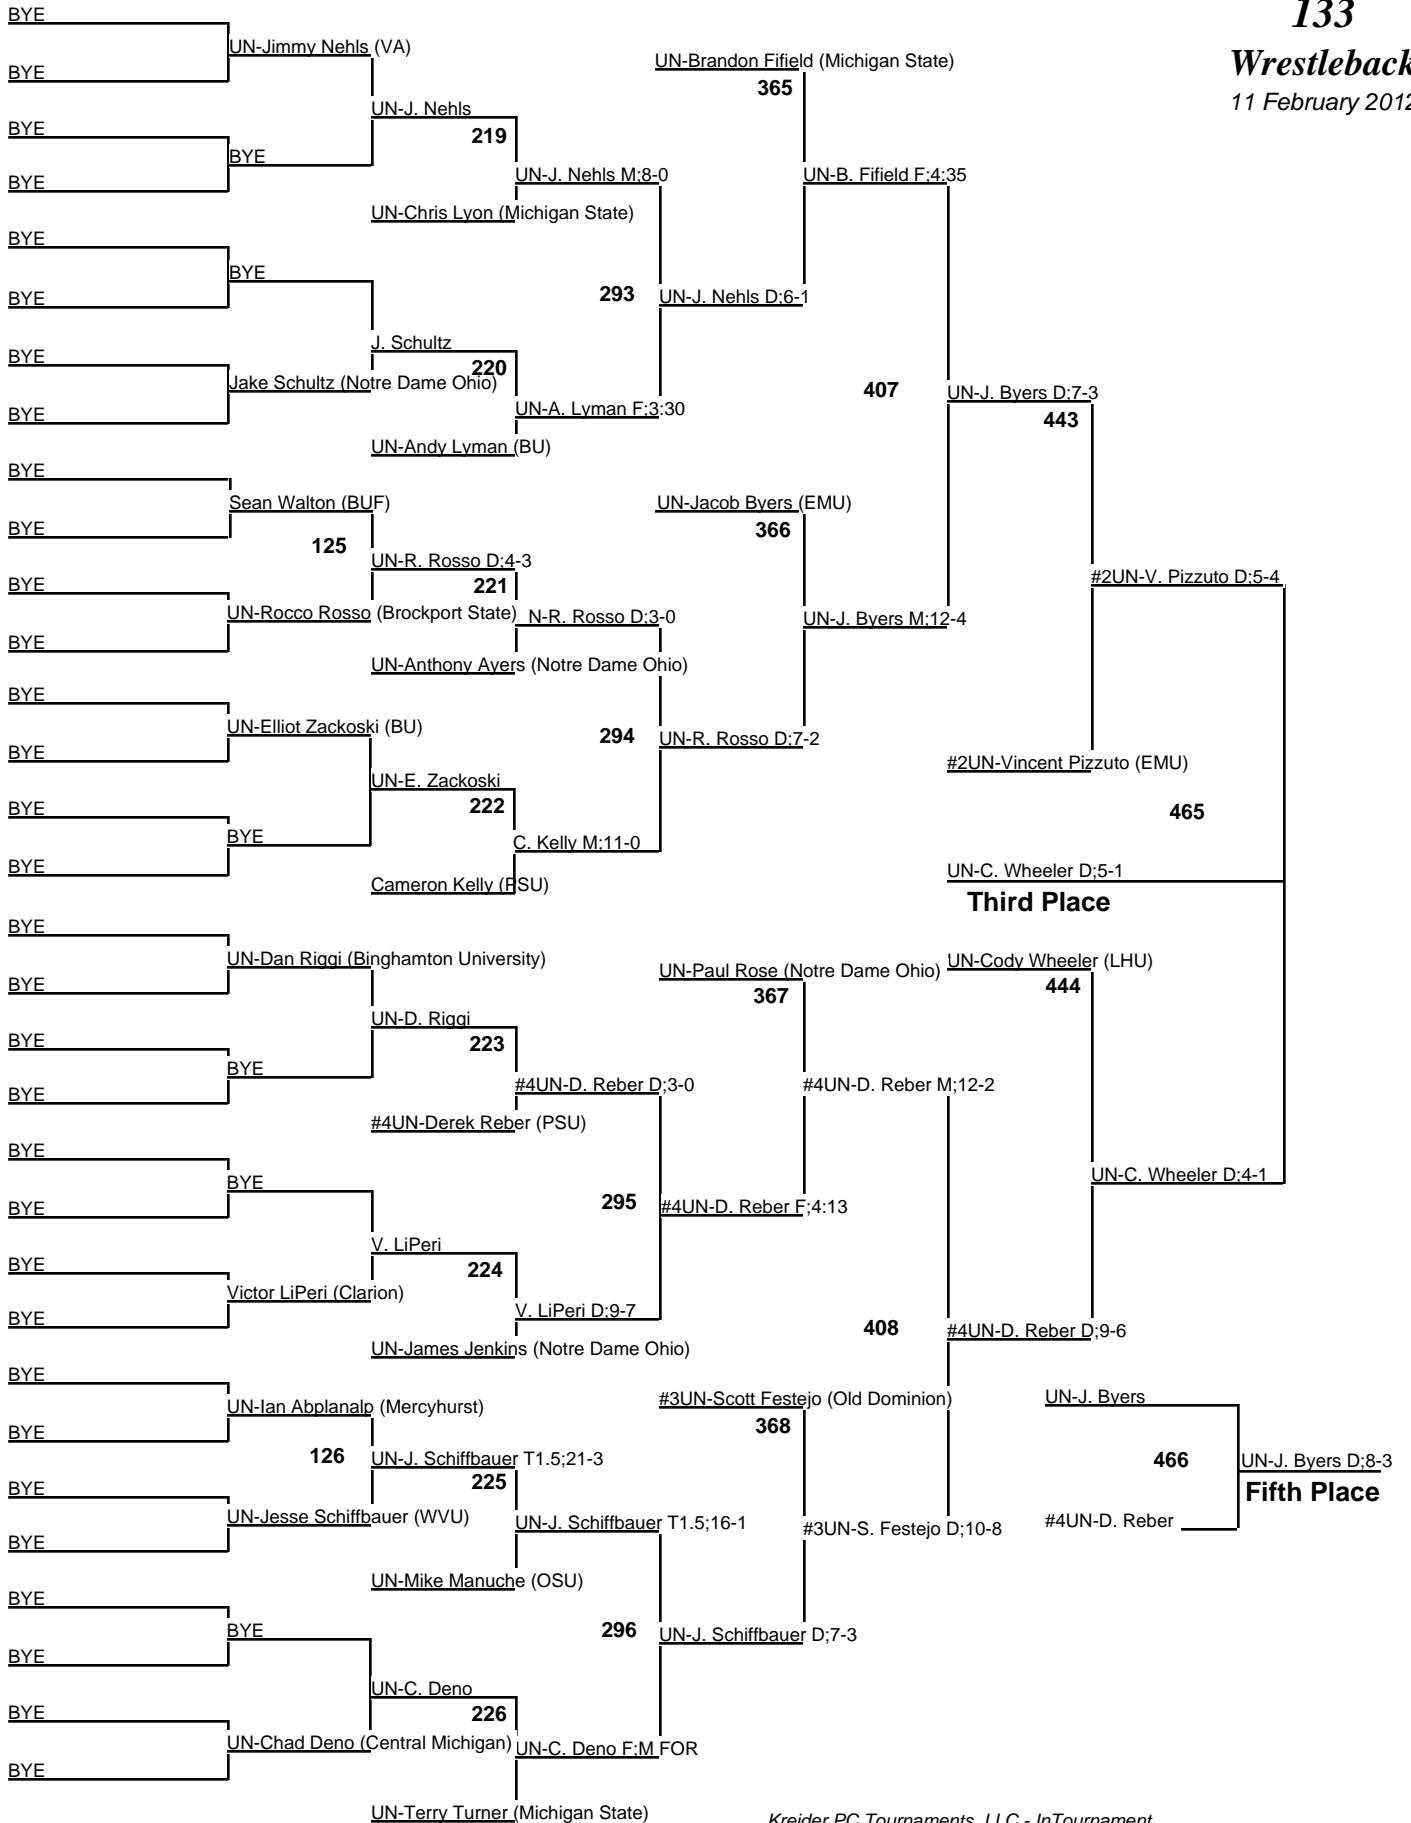 133
Wrestleback
11 February 2012
BYE
UN-Jimmy Nehls (VA)
UN-Brandon Fifield (Michigan State)
BYE
365
UN-J. Nehls
BYE
219
BYE
UN-J. Nehls M;8-0
UN-B. Fifield F;4:35
BYE
UN-Chris Lyon (Michigan State)
BYE
BYE
293
UN-J. Nehls D;6-1
BYE
J. Schultz
BYE
220
Jake Schultz (Notre Dame Ohio)
407
UN-J. Byers D;7-3
UN-A. Lyman F;3:30
BYE
443
UN-Andy Lyman (BU)
BYE
Sean Walton (BUF)
UN-Jacob Byers (EMU)
BYE
366
125
UN-R. Rosso D;4-3
#2UN-V. Pizzuto D;5-4
BYE
221
UN-Rocco Rosso (Brockport State)
N-R. Rosso D;3-0
UN-J. Byers M;12-4
BYE
UN-Anthony Ayers (Notre Dame Ohio)
BYE
UN-Elliot Zackoski (BU)
294
UN-R. Rosso D;7-2
BYE
#2UN-Vincent Pizzuto (EMU)
UN-E. Zackoski
222
BYE
465
BYE
C. Kelly M;11-0
BYE
UN-C. Wheeler D;5-1
Cameron Kelly (PSU)
Third Place
BYE
UN-Dan Riggi (Binghamton University)
UN-Paul Rose (Notre Dame Ohio)
UN-Cody Wheeler (LHU)
BYE
367
444
UN-D. Riggi
BYE
223
BYE
#4UN-D. Reber D;3-0
#4UN-D. Reber M;12-2
BYE
#4UN-Derek Reber (PSU)
BYE
BYE
UN-C. Wheeler D;4-1
295
#4UN-D. Reber F;4:13
BYE
V. LiPeri
BYE
224
Victor LiPeri (Clarion)
V. LiPeri D;9-7
BYE
408
#4UN-D. Reber D;9-6
UN-James Jenkins (Notre Dame Ohio)
BYE
UN-Ian Abplanalp (Mercyhurst)
#3UN-Scott Festejo (Old Dominion)
UN-J. Byers
BYE
368
126
UN-J. Schiffbauer T1.5;21-3
466
UN-J. Byers D;8-3
BYE
225
Fifth Place
UN-Jesse Schiffbauer (WVU)
UN-J. Schiffbauer T1.5;16-1
#3UN-S. Festejo D;10-8
#4UN-D. Reber
BYE
UN-Mike Manuche (OSU)
BYE
BYE
296
UN-J. Schiffbauer D;7-3
BYE
UN-C. Deno
BYE
226
UN-Chad Deno (Central Michigan)
UN-C. Deno F;M FOR
BYE
UN-Terry Turner (Michigan State)
Kreider PC Tournaments, LLC - InTournament